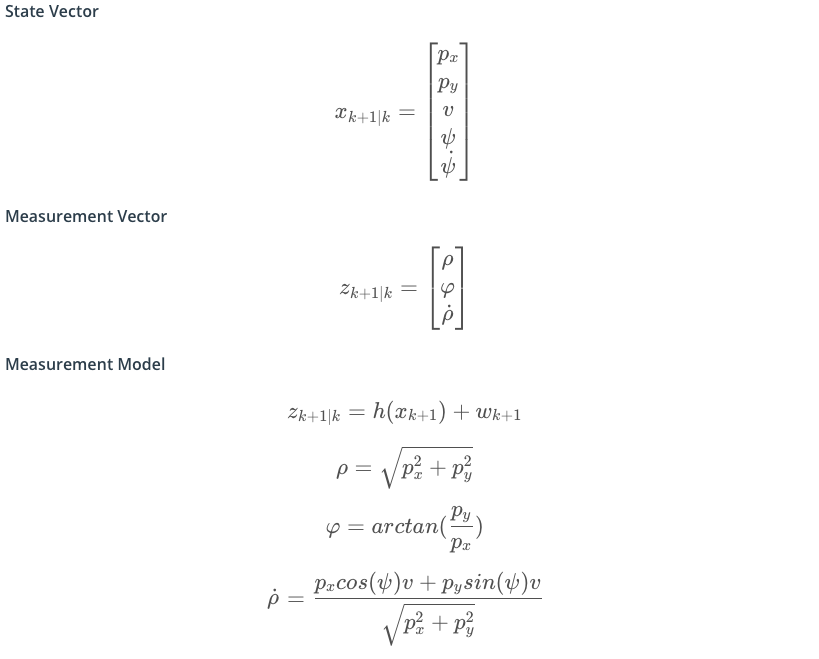 State Vector
x_{k+1|k} = \begin{bmatrix} p_x \\ p_y \\ v \\ \psi \\ \dot{\psi} \end{bmatrix}
Measurement Vector
z_{k+1|k} = \begin{bmatrix} \rho \\ \varphi \\ \dot{\rho} \end{bmatrix}
Measurement Model
z_{k+1|k} = h(x_{k+1}) + w_{k+1}
\rho = \sqrt{p_x^2 + p_y^2}
\varphi = arctan(\frac{p_y}{p_x})
\dot{\rho} = \frac{p_x cos(\psi)v + p_y sin(\psi)v}{\sqrt{p_x^2 + p_y^2}}